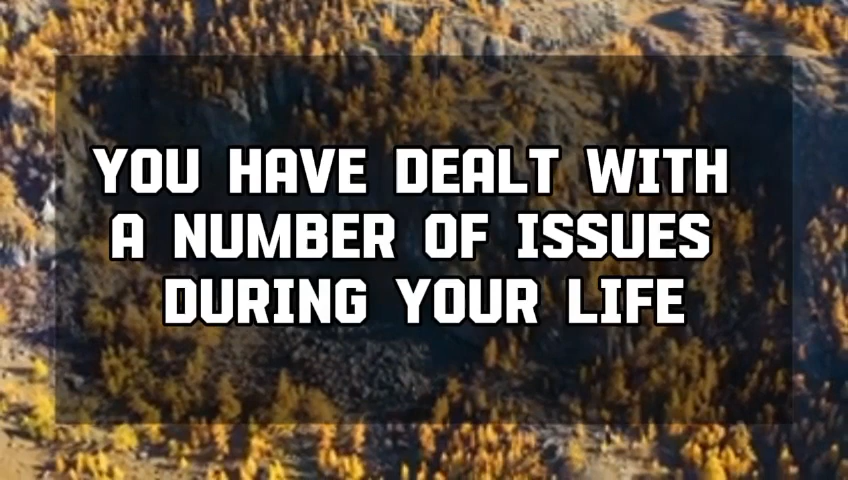 YOU HAVE DEALT WITH
A NUMBER OF ISSUES
DURING YOUR LIFE